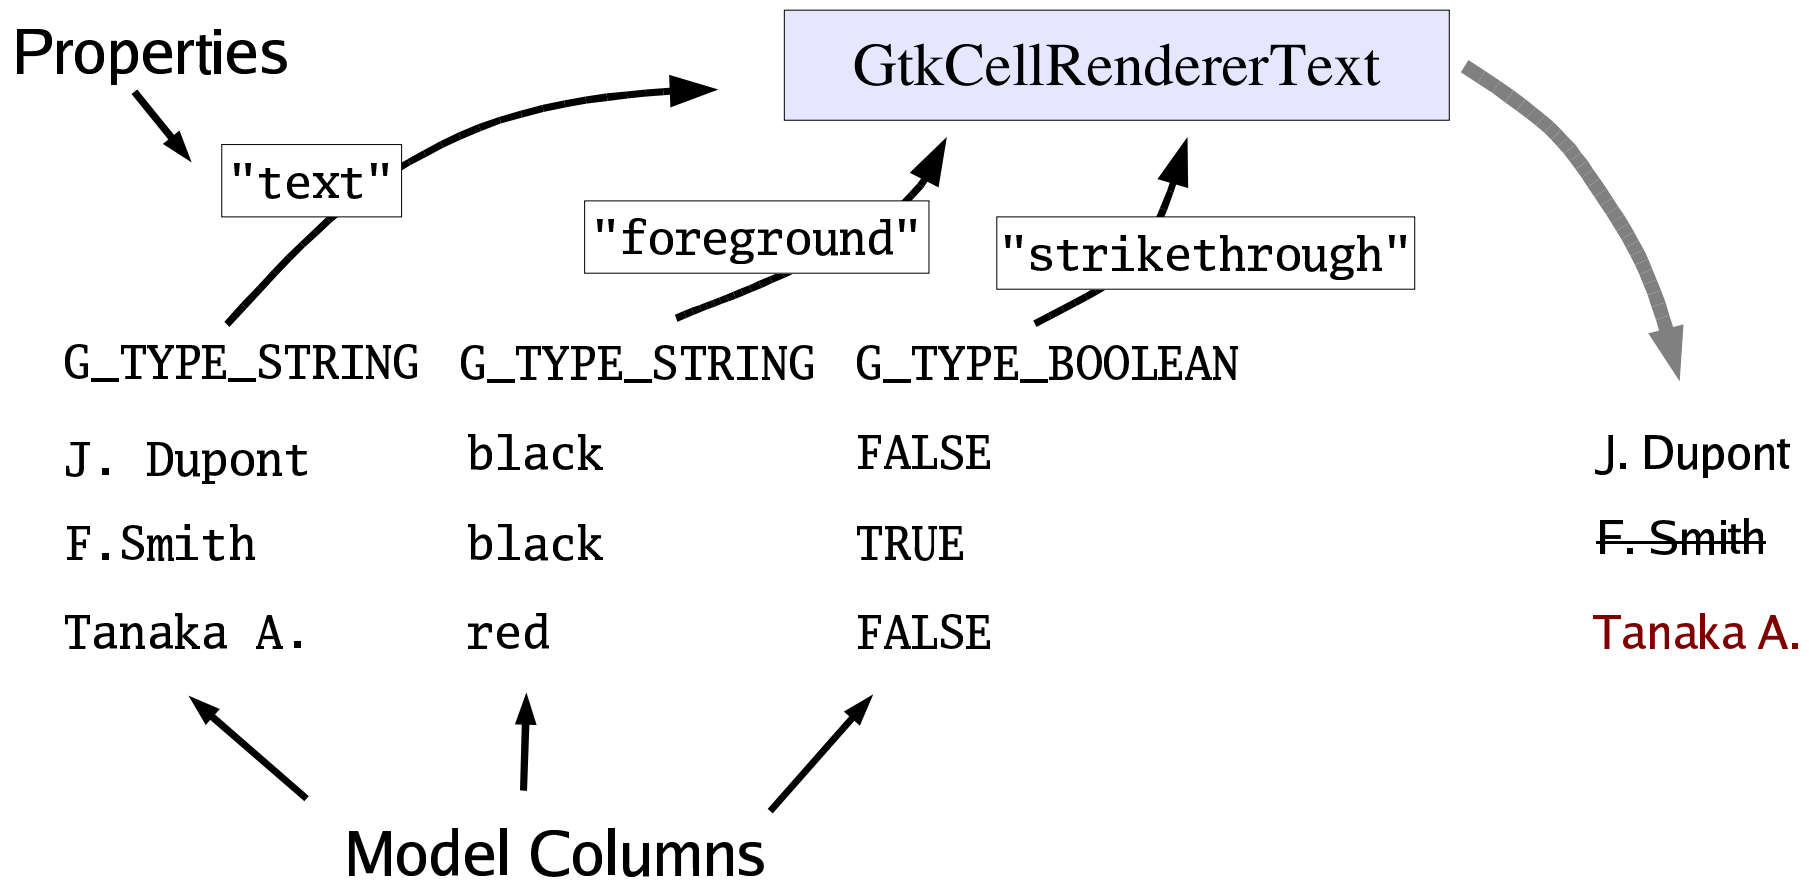 Properties
GtkCellRendererText
"text"
"foreground"
"strikethrough"
G_TYPE_STRING G_TYPE_STRING G_TYPE_BOOLEAN
J. Dupont black FALSE J. Dupont
F.Smith black TRUE F. Smith
Tanaka A. red FALSE Tanaka A.
Model Columns